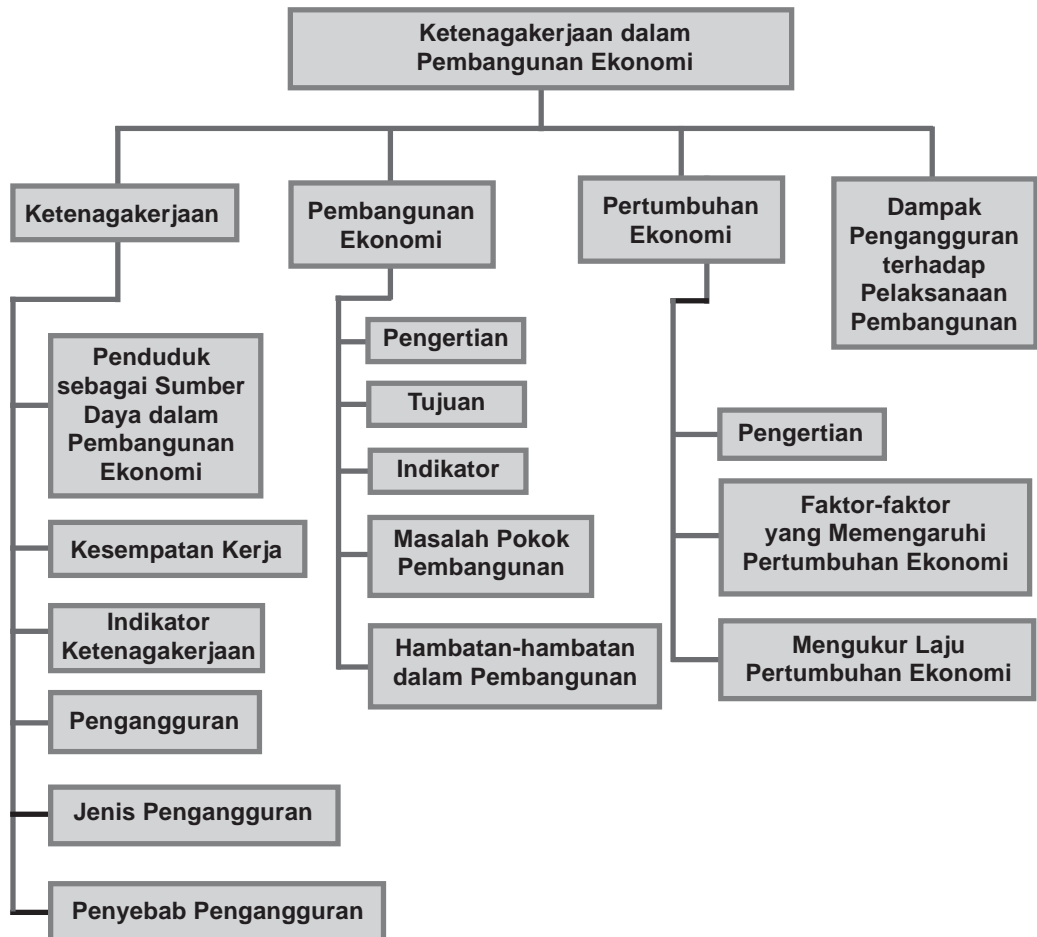 Ketenagakerjaan dalam
Pembangunan Ekonomi
Ketenagakerjaan
Penduduk
sebagai Sumber
Daya dalam
Pembangunan
Ekonomi
Kesempatan Kerja
Indikator
Ketenagakerjaan
Pengangguran
Jenis Pengangguran
Penyebab Pengangguran
Pembangunan
Ekonomi
Pengertian
Tujuan
Indikator
Masalah Pokok
Pembangunan
Hambatan-hambatan
dalam Pembangunan
Pertumbuhan
Ekonomi
Pengertian
Faktor-faktor
yang Memengaruhi
Pertumbuhan Ekonomi
Mengukur Laju
Pertumbuhan Ekonomi
Dampak
Pengangguran
terhadap
Pelaksanaan
Pembangunan